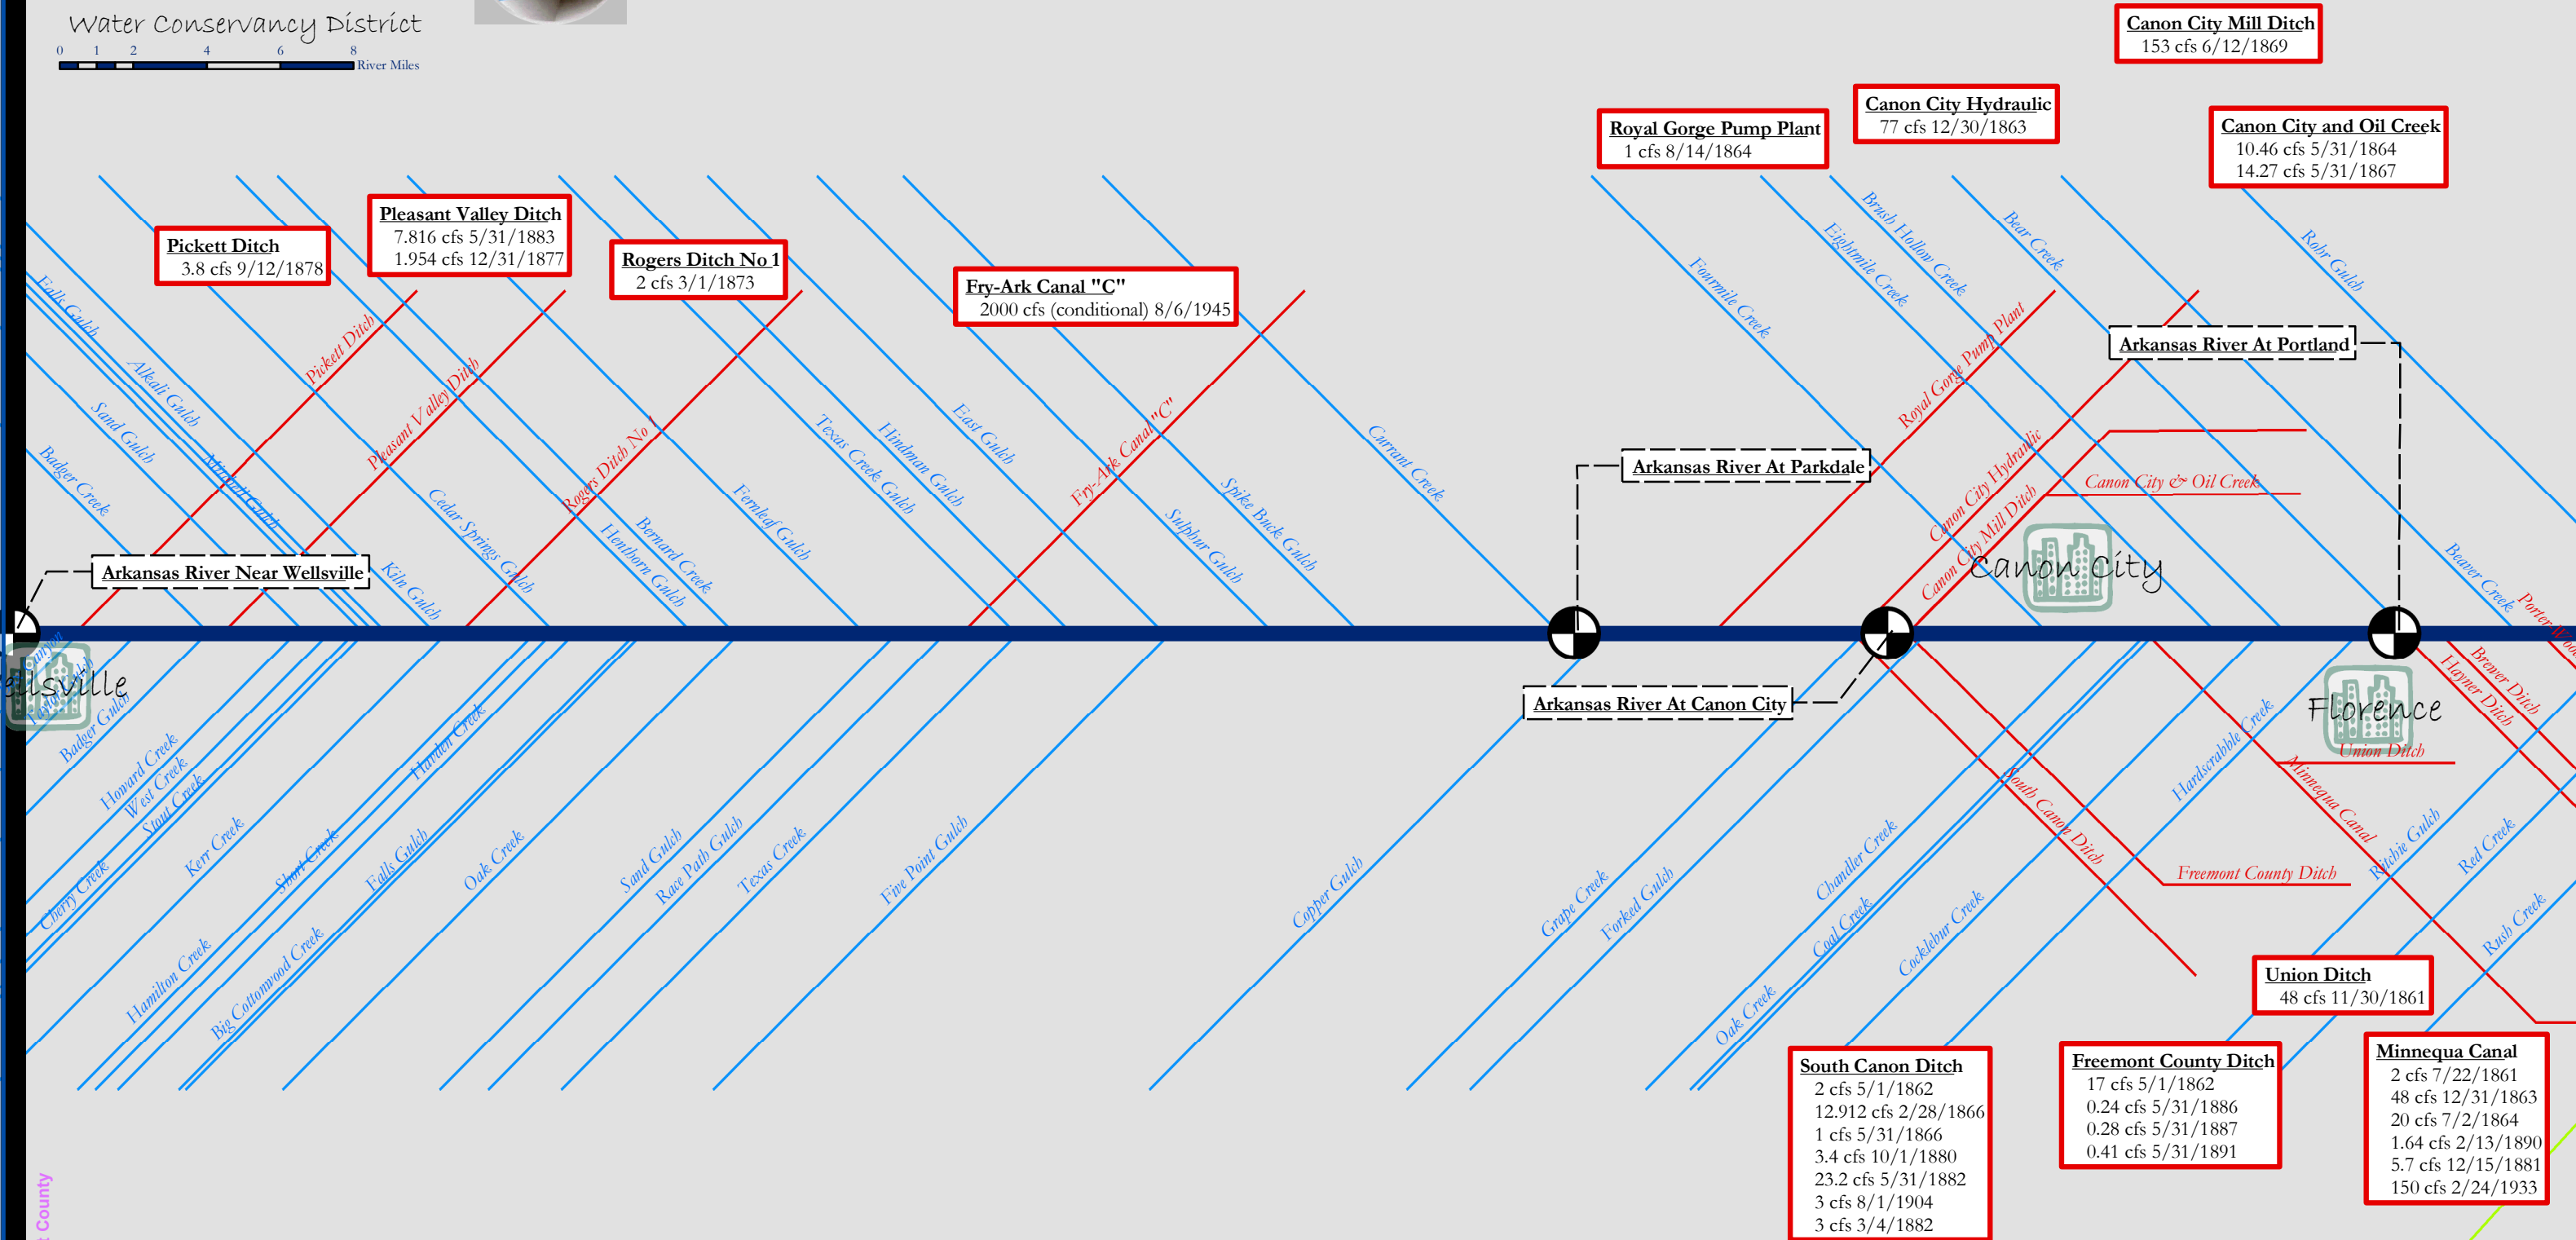 Water Conservancy District
0 1 2 4 6 8
River Miles
Canon City Mill Ditch
153 cfs 6/12/1869
Canon City Hydraulic
77 cfs 12/30/1863
Royal Gorge Pump Plant
1 cfs 8/14/1864
Canon City and Oil Creek
10.46 cfs 5/31/1864
14.27 cfs 5/31/1867
Pleasant Valley Ditch
7.816 cfs 5/31/1883
1.954 cfs 12/31/1877
Pickett Ditch
3.8 cfs 9/12/1878
Rogers Ditch No 1
2 cfs 3/1/1873
Fry-Ark Canal "C"
2000 cfs (conditional) 8/6/1945
Falls Gulch
Alkali Gulch
Sand Gulch
Badger Creek
Pickett Ditch
Pleasant Valley Ditch
Cedar Springs Gulch
Kiln Gulch
Rogers Ditch No 1
Henthorn Gulch
Bernard Creek
Fernleaf Gulch
Texas Creek Gulch
Hindman Gulch
East Gulch
Fry-Ark Canal "C"
Sulphur Gulch
Spike Buck Gulch
Currant Creek
Fourmile Creek
Eightmile Creek
Brush Hollow Creek
Bear Creek
Rohr Gulch
Royal Gorge Pump Plant
Canon City Hydraulic
Canon City Mill Ditch
Canon City & Oil Creek
Beaver Creek
Arkansas River At Portland
Arkansas River At Parkdale
Arkansas River Near Wellsville
Arkansas River At Canon City
Canon City
Florence
ellsville
Canyon
Badger Gulch
Howard Creek
West Creek
Stout Creek
Cherry Creek
Kerr Creek
Hamilton Creek
Short Creek
Hayden Creek
Falls Gulch
Big Cottonwood Creek
Oak Creek
Sand Gulch
Race Path Gulch
Texas Creek
Five Point Gulch
Copper Gulch
Grape Creek
Forked Gulch
Chandler Creek
Coal Creek
Oak Creek
Cocklebur Creek
Hardscrabble Creek
South Canon Ditch
Freemont County Ditch
Minnequa Canal
Union Ditch
Hayner Ditch
Brewer Ditch
Ritchie Gulch
Red Creek
Rush Creek
Union Ditch
48 cfs 11/30/1861
South Canon Ditch
2 cfs 5/1/1862
12.912 cfs 2/28/1866
1 cfs 5/31/1866
3.4 cfs 10/1/1880
23.2 cfs 5/31/1882
3 cfs 8/1/1904
3 cfs 3/4/1882
Freemont County Ditch
17 cfs 5/1/1862
0.24 cfs 5/31/1886
0.28 cfs 5/31/1887
0.41 cfs 5/31/1891
Minnequa Canal
2 cfs 7/22/1861
48 cfs 12/31/1863
20 cfs 7/2/1864
1.64 cfs 2/13/1890
5.7 cfs 12/15/1881
150 cfs 2/24/1933
County